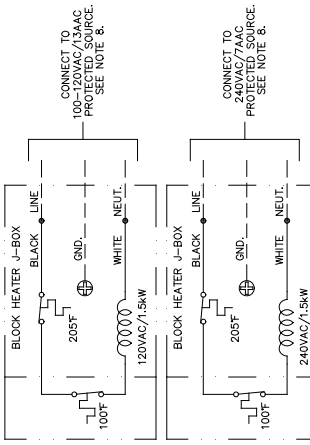 CONNECT TO
100-120VAC/13AAC
PROTECTED SOURCE.
SEE NOTE 8.
BLOCK HEATER J-BOX
BLACK
LINE
GND.
WHITE
NEUT.
205°F
100°F
120VAC/1.5kW
CONNECT TO
240VAC/7AAC
PROTECTED SOURCE.
SEE NOTE 8.
BLOCK HEATER J-BOX
BLACK
LINE
GND.
WHITE
NEUT.
205°F
100°F
240VAC/1.5kW